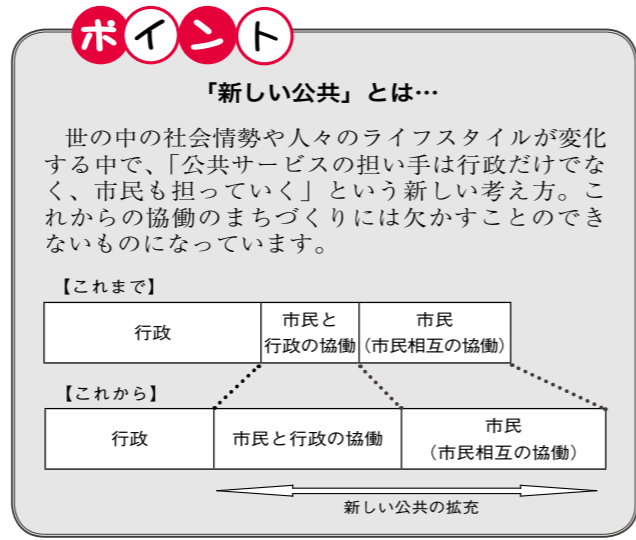 ポイント
「新しい公共」とは…
世の中の社会情勢や人々のライフスタイルが変化
する中で、「公共サービスの担い手は行政だけでな
く、市民も担っていく」という新しい考え方。こ
れからの協働のまちづくりには欠かすことのでき
ないものになっています。
【これまで】
行政
市民と
行政の協働
市民
(市民相互の協働)
【これから】
行政
市民と行政の協働
市民
(市民相互の協働)
新しい公共の拡充